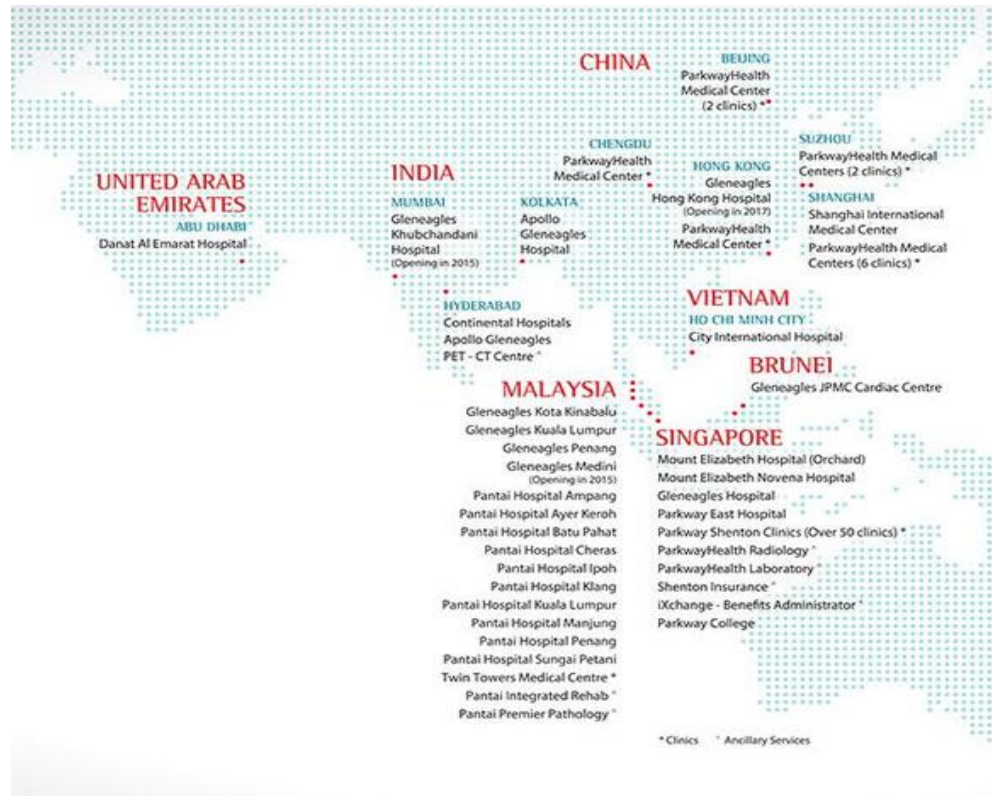 CHINA
BEIJING
ParkwayHealth
Medical Center
(2 clinics) *
CHENGDU
ParkwayHealth
Medical Center *
HONG KONG
Gleneagles
Hong Kong Hospital
(Opening in 2017)
ParkwayHealth
Medical Center *
SUZHOU
ParkwayHealth Medical
Centers (2 clinics) *
SHANGHAI
Shanghai International
Medical Center
ParkwayHealth Medical
Centers (6 clinics) *
UNITED ARAB
EMIRATES
ABU DHABI
Danat Al Emarat Hospital
INDIA
MUMBAI
Gleneagles
Khubchandani
Hospital
(Opening in 2015)
KOLKATA
Apollo
Gleneagles
Hospital
HYDERABAD
Continental Hospitals
Apollo Gleneagles
PET - CT Centre ^
VIETNAM
HO CHI MINH CITY
City International Hospital
BRUNEI
Gleneagles JPMC Cardiac Centre
MALAYSIA
Gleneagles Kota Kinabalu
Gleneagles Kuala Lumpur
Gleneagles Penang
Gleneagles Medini
(Opening in 2015)
Pantai Hospital Ampang
Pantai Hospital Ayer Keroh
Pantai Hospital Batu Pahat
Pantai Hospital Cheras
Pantai Hospital Ipoh
Pantai Hospital Klang
Pantai Hospital Kuala Lumpur
Pantai Hospital Manjung
Pantai Hospital Penang
Pantai Hospital Sungai Petani
Twin Towers Medical Centre *
Pantai Integrated Rehab ^
Pantai Premier Pathology ^
SINGAPORE
Mount Elizabeth Hospital (Orchard)
Mount Elizabeth Novena Hospital
Gleneagles Hospital
Parkway East Hospital
Parkway Shenton Clinics (Over 50 clinics) *
ParkwayHealth Radiology ^
ParkwayHealth Laboratory ^
Shenton Insurance ^
iXchange - Benefits Administrator ^
Parkway College
* Clinics ^ Ancillary Services